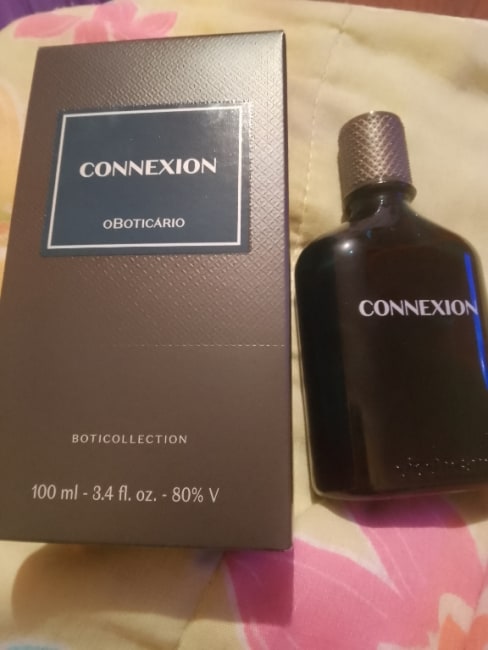 CONNEXION
oBOTICÁRIO
BOTICOLLECTION
100 ml - 3.4 fl. oz. - 80% V
CONNEXION